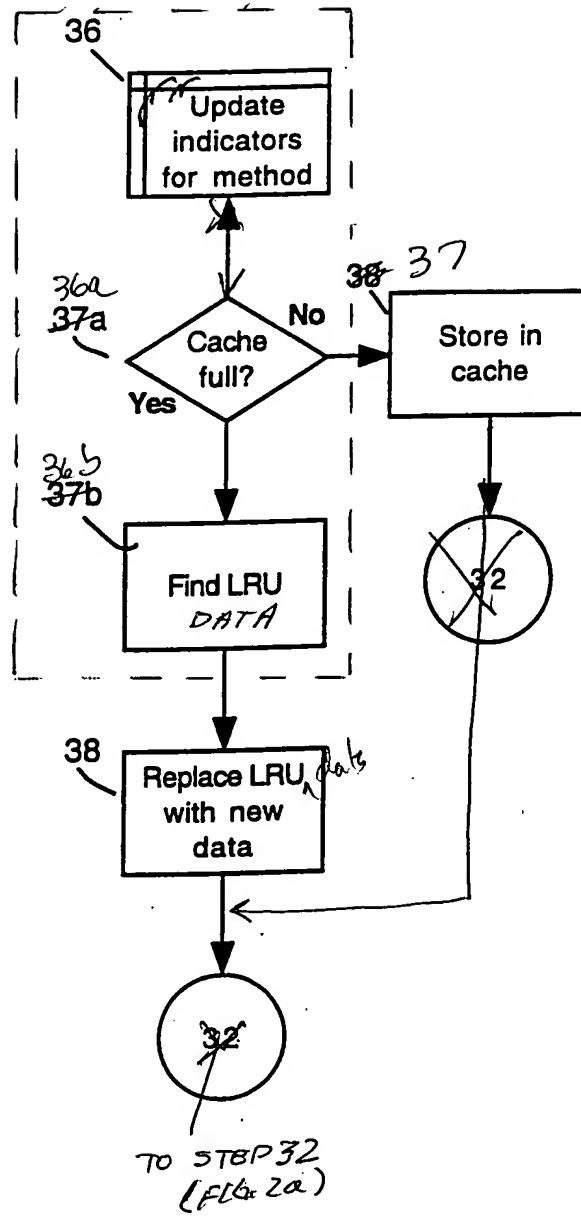 36
Update
indicators
for method
36a
37a
Cache
full?
No
Yes
38 37
Store in
cache
36b
37b
Find LRU
DATA
32
38
Replace LRU data
with new
data
32
TO STEP 32
(FIG. 2a)